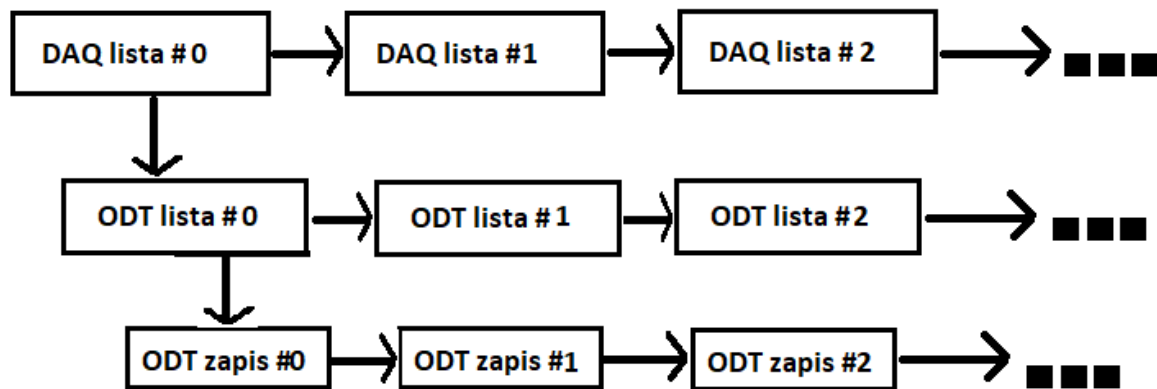 DAQ lista #0
DAQ lista #1
DAQ lista #2
ODT lista #0
ODT lista #1
ODT lista #2
ODT zapis #0
ODT zapis #1
ODT zapis #2